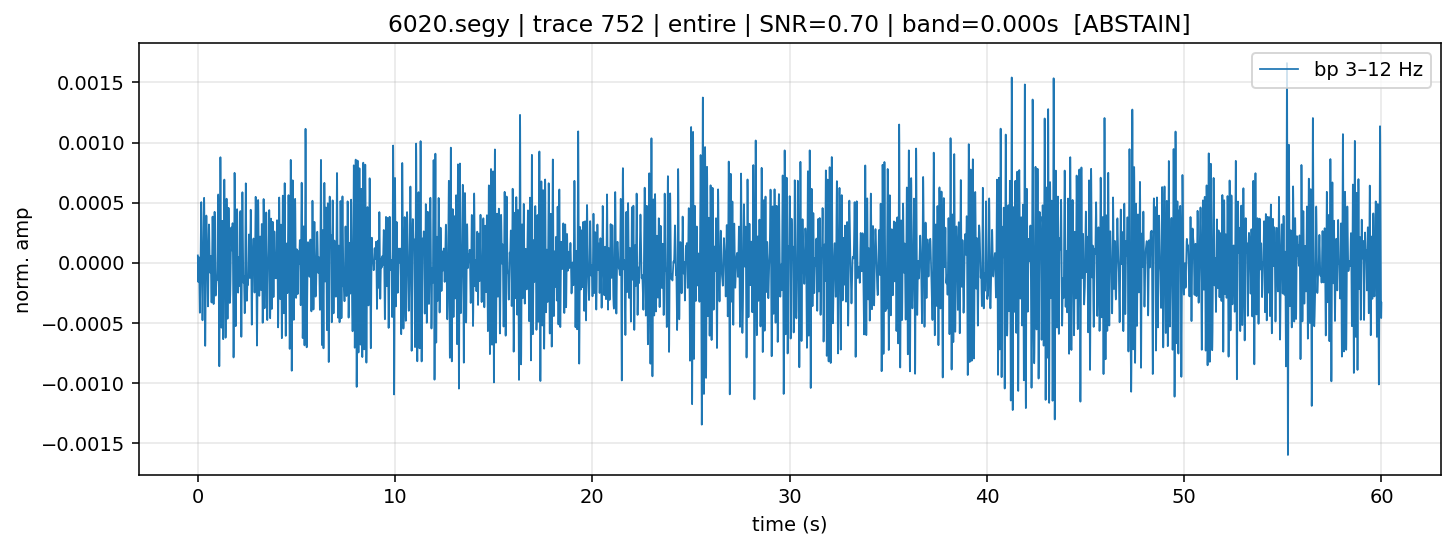 6020.segy | trace 752 | entire | SNR=0.70 | band=0.000s  [ABSTAIN]
bp 3–12 Hz
norm. amp
0.0015
0.0010
0.0005
0.0000
−0.0005
−0.0010
−0.0015
0 10 20 30 40 50 60
time (s)